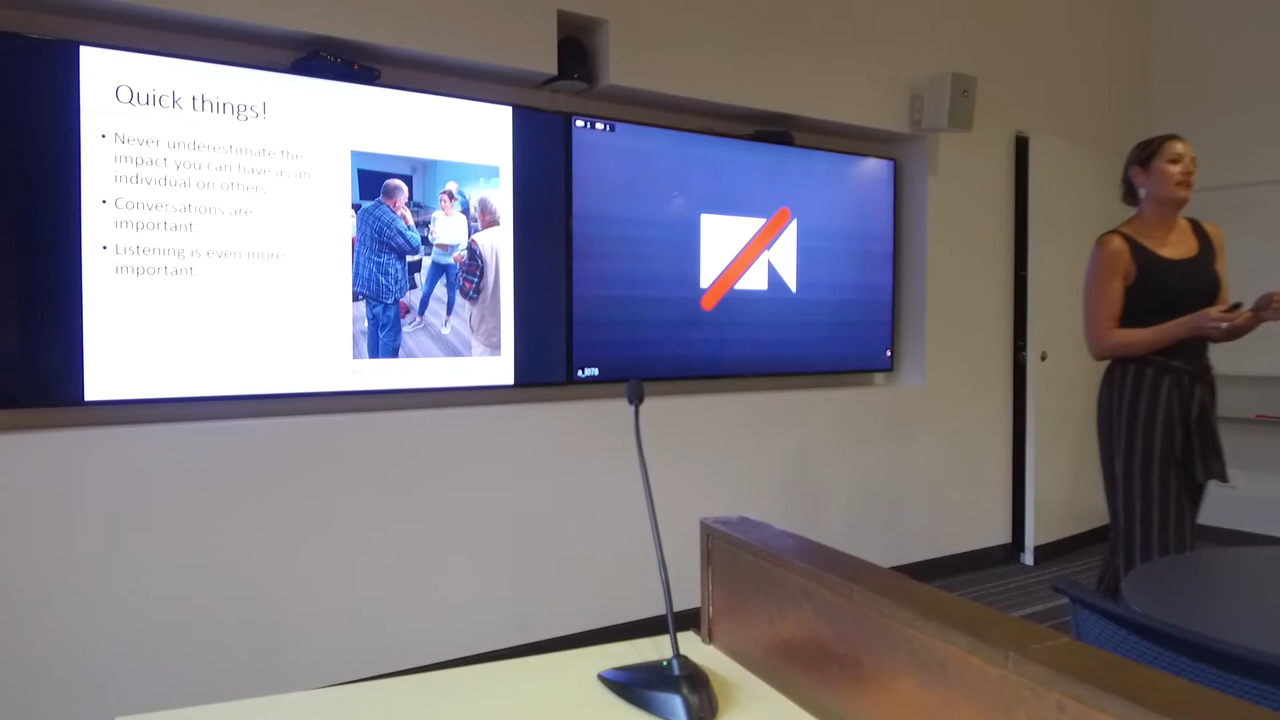 Quick things!
• Never underestimate the
impact you can have as an
individual on others.
• Conversations are
important.
• Listening is even more
important.